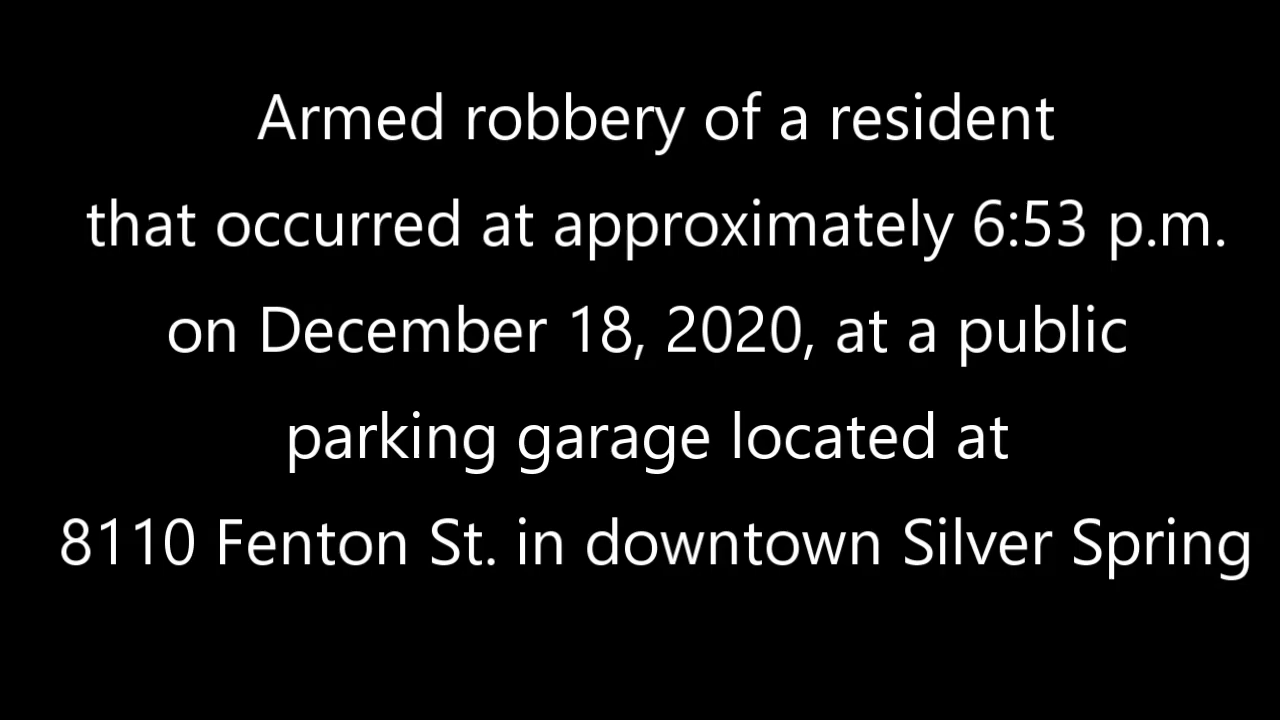 Armed robbery of a resident
that occurred at approximately 6:53 p.m.
on December 18, 2020, at a public
parking garage located at
8110 Fenton St. in downtown Silver Spring